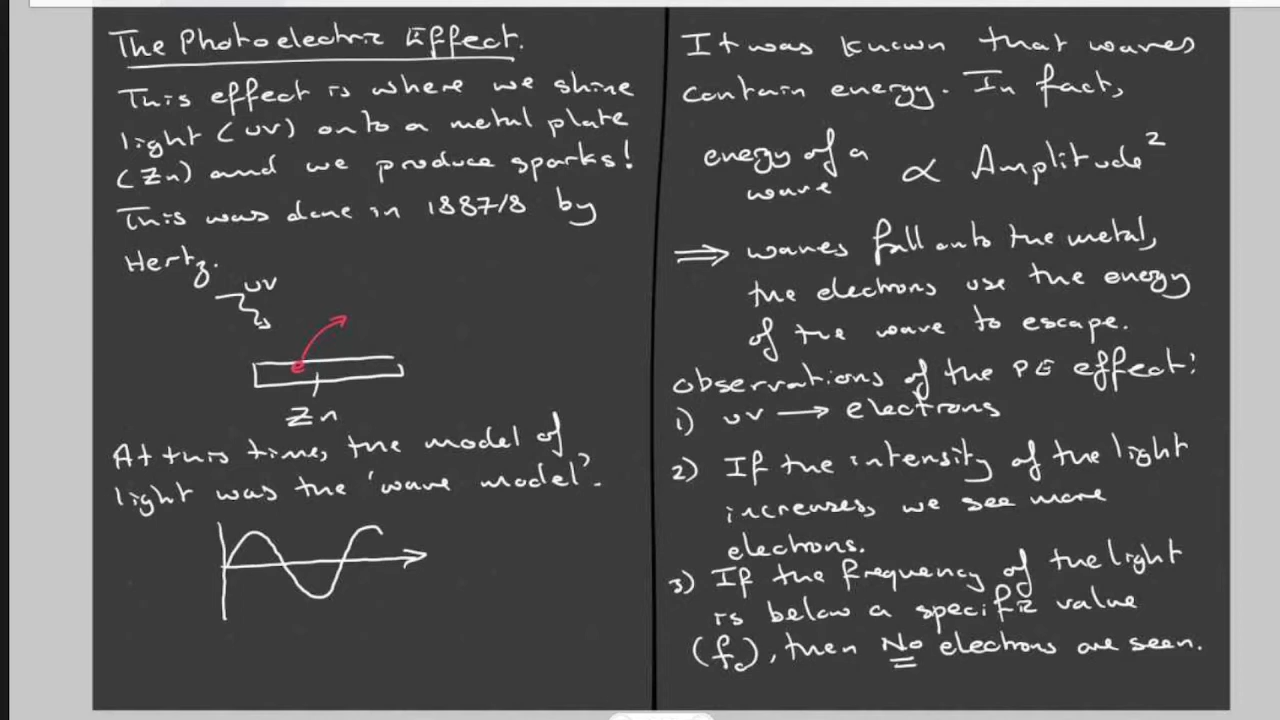 The Photoelectric Effect.
This effect is where we shine
light (UV) onto a metal plate
(Zn) and we produce sparks!
This was done in 1887/8 by
Hertz.
UV
Zn
At this time, the model of
light was the 'wave model'.
It was known that waves
contain energy. In fact,
energy of a wave ∝ Amplitude²
⇒ waves fall onto the metal,
the electrons use the energy
of the wave to escape.
observations of the PE effect:
1) UV → electrons
2) If the intensity of the light
increases, we see more
electrons.
3) If the frequency of the light
is below a specific value
(f₀), then No electrons are seen.